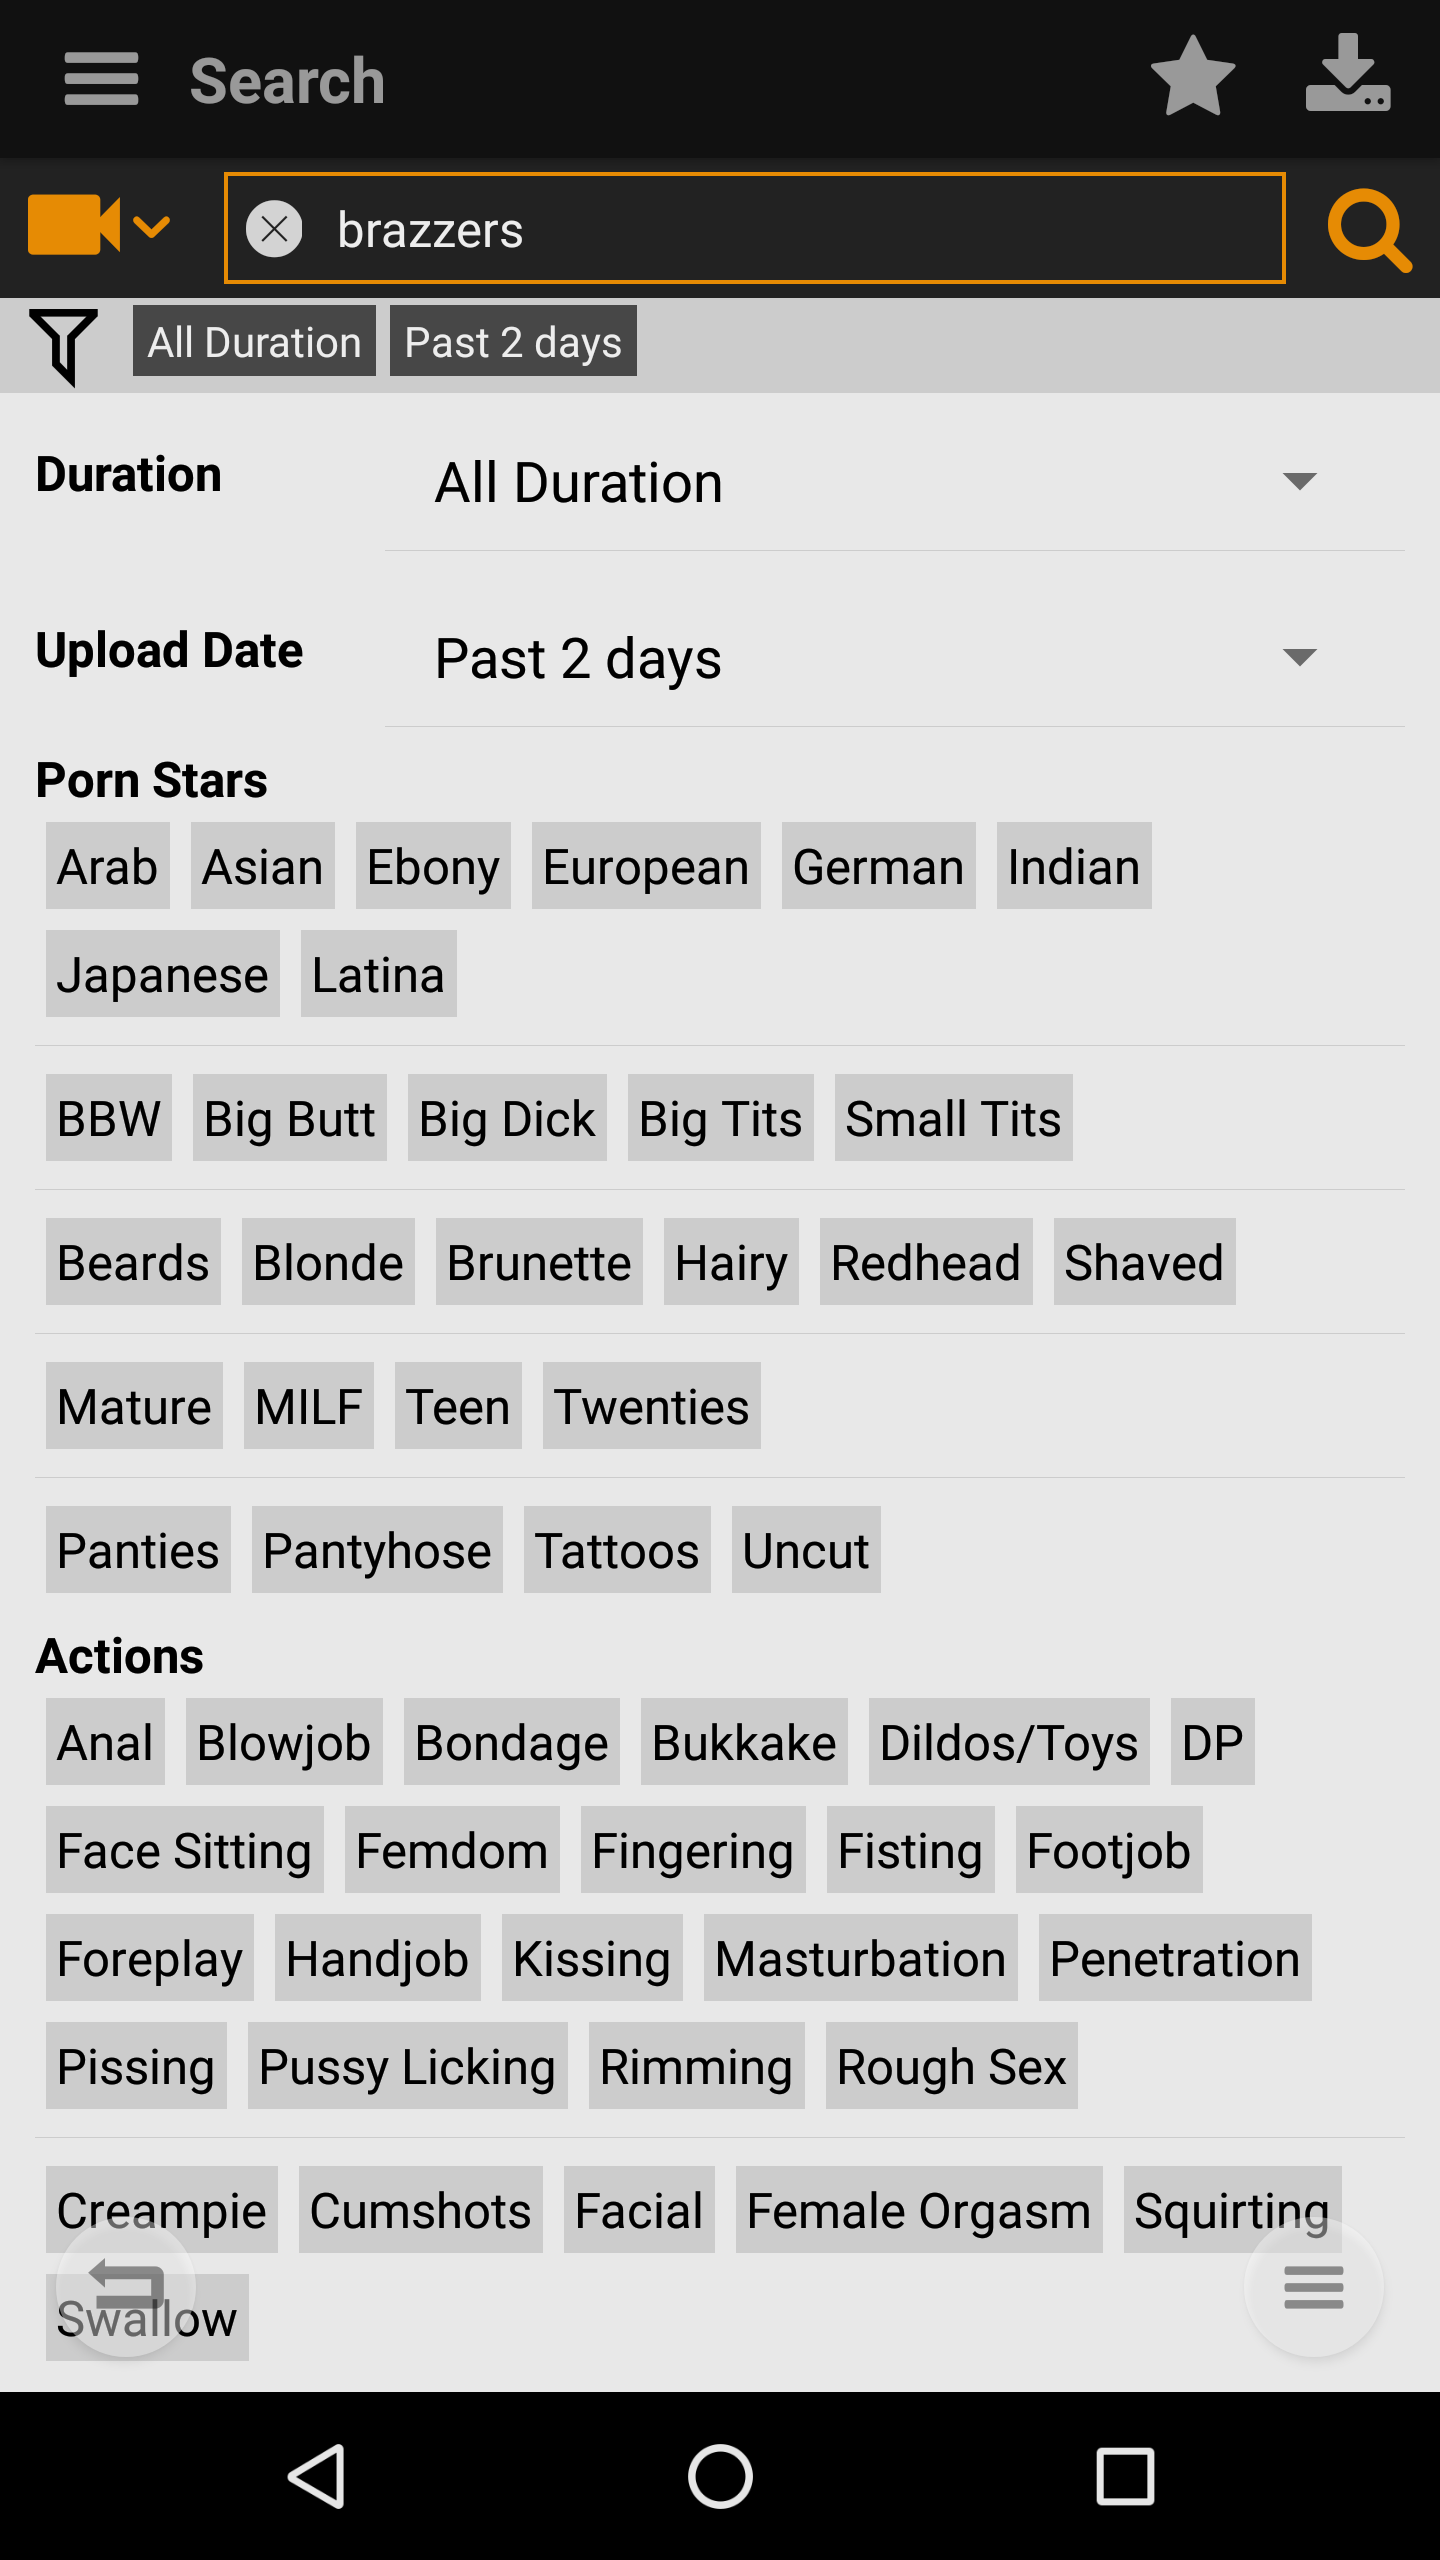 Search
brazzers
All Duration Past 2 days
Duration All Duration
Upload Date Past 2 days
Porn Stars
Arab Asian Ebony European German Indian
Japanese Latina
BBW Big Butt Big Dick Big Tits Small Tits
Beards Blonde Brunette Hairy Redhead Shaved
Mature MILF Teen Twenties
Panties Pantyhose Tattoos Uncut
Actions
Anal Blowjob Bondage Bukkake Dildos/Toys DP
Face Sitting Femdom Fingering Fisting Footjob
Foreplay Handjob Kissing Masturbation Penetration
Pissing Pussy Licking Rimming Rough Sex
Creampie Cumshots Facial Female Orgasm Squirting
Swallow